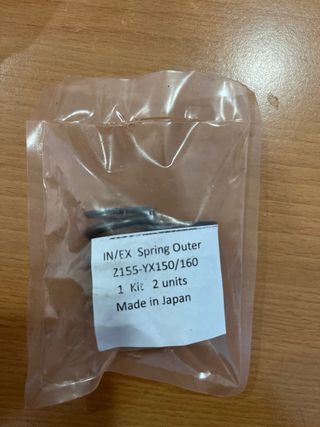 IN/EX Spring Outer
Z155-YX150/160
1 Kit 2 units
Made in Japan